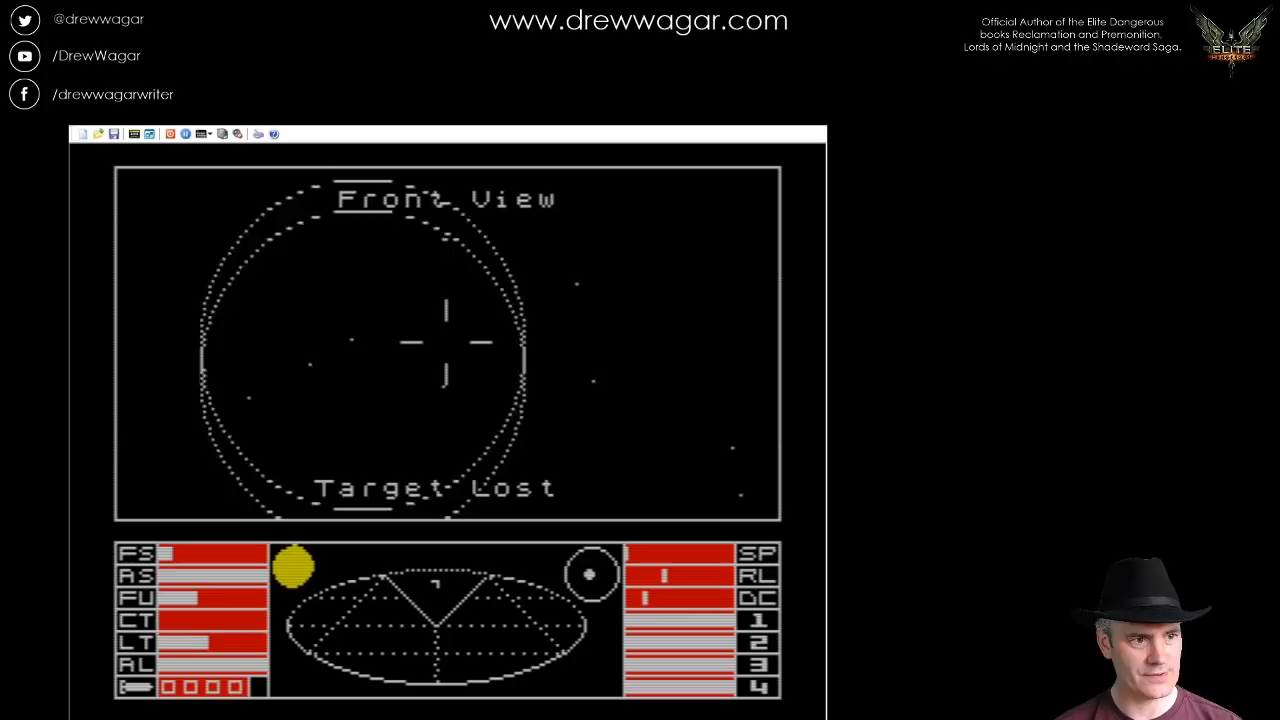 @drewwagar
/DrewWagar
/drewwagarwriter
www.drewwagar.com
Official Author of the Elite Dangerous
books Reclamation and Premonition,
Lords of Midnight and the Shadeward Saga.
ELITE
Front View
Target Lost
FS
AS
FU
CT
LT
AL
SP
RL
DC
1
2
3
4